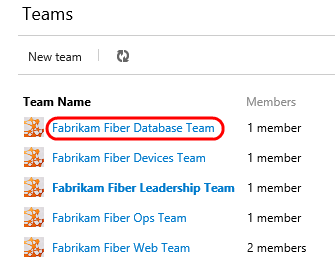 Teams
New team
Team Name Members
Fabrikam Fiber Database Team 1 member
Fabrikam Fiber Devices Team 1 member
Fabrikam Fiber Leadership Team 1 member
Fabrikam Fiber Ops Team 1 member
Fabrikam Fiber Web Team 2 members